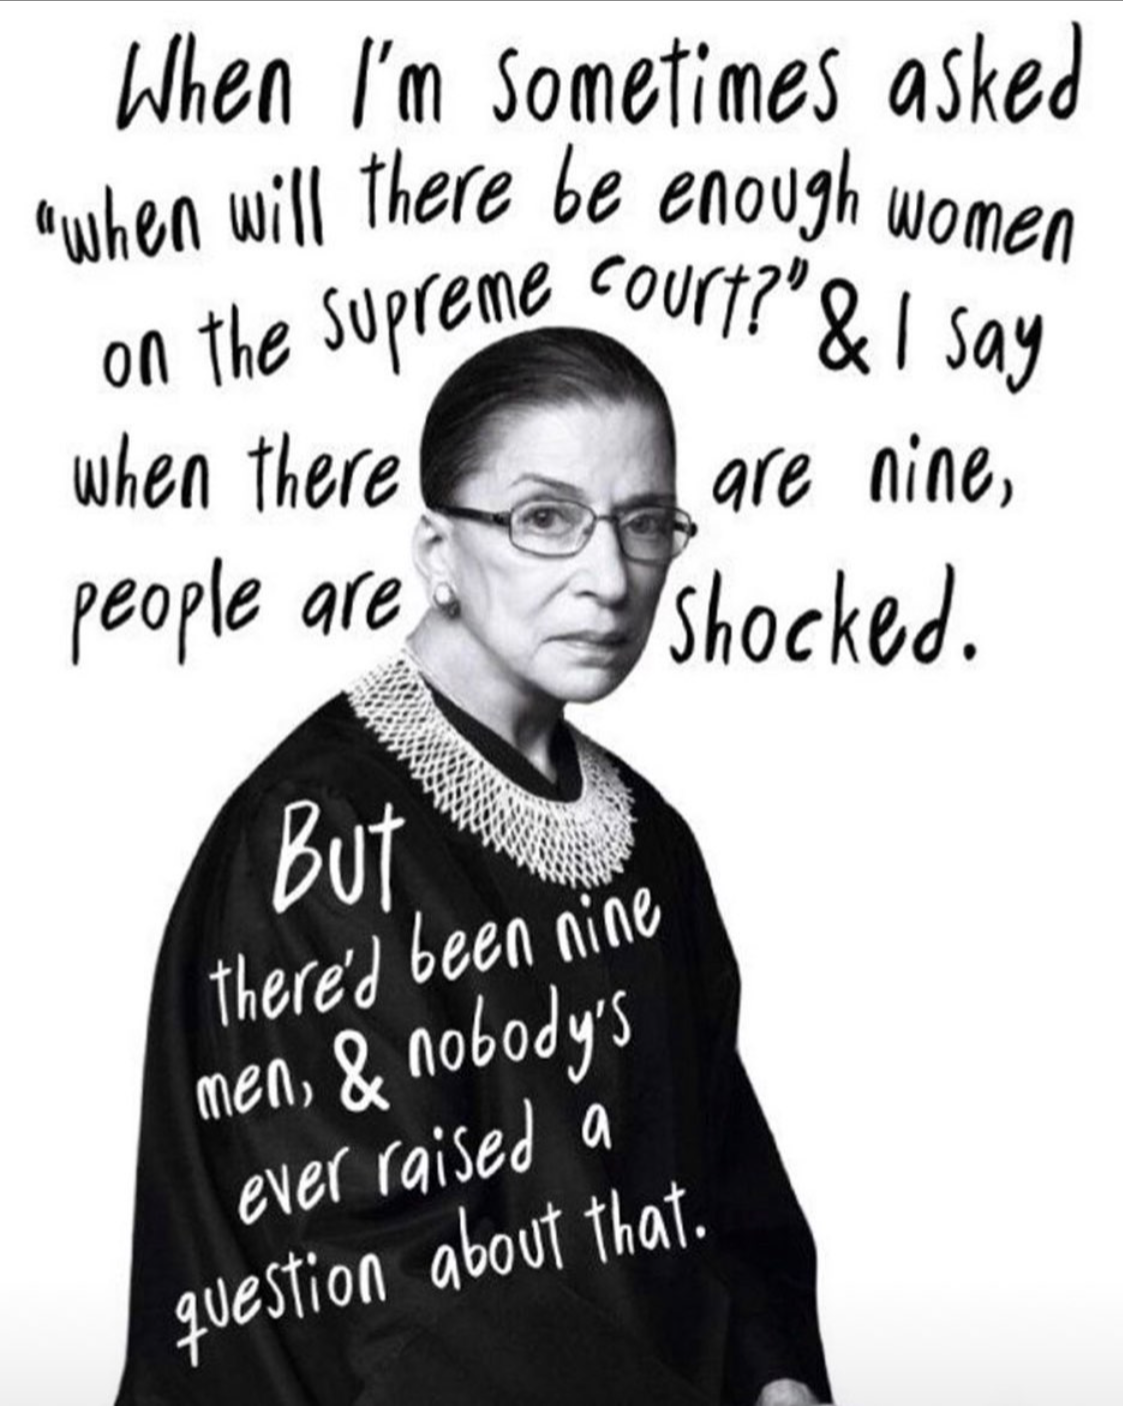 When I'm sometimes asked
"when will there be enough women
on the supreme court?" & I say
when there are nine,
people are shocked.
But
there'd been nine
men, & nobody's
ever raised a
question about that.